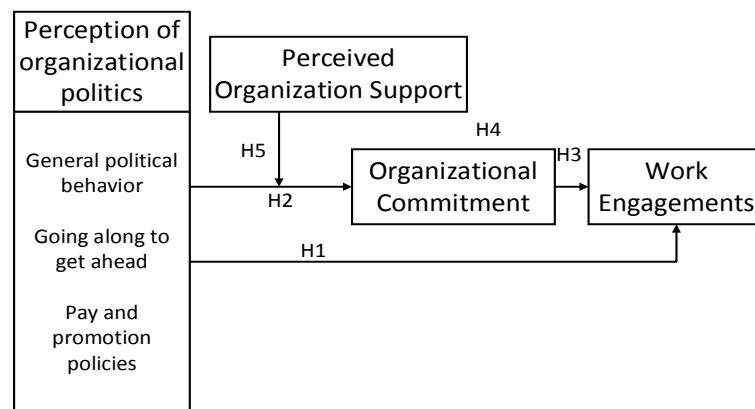 Perception of
organizational
politics
General political
behavior
Going along to
get ahead
Pay and
promotion
policies
Perceived
Organization Support
H5
H2
H1
H4
Organizational
Commitment
H3
Work
Engagements